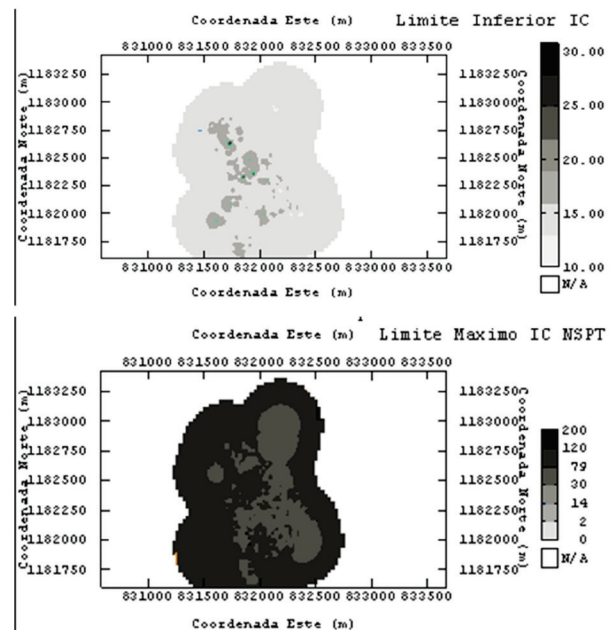 Coordenada Este (m)
Limite Inferior IC
831000 831500 832000 832500 833000 833500
Coordenada Norte (m)
1183250 1183250
1183000 1183000
1182750 1182750
1182500 1182500
1182250 1182250
1182000 1182000
1181750 1181750
Coordenada Norte (m)
30.00
25.00
20.00
15.00
10.00
N/A
831000 831500 832000 832500 833000 833500
Coordenada Este (m)
Coordenada Este (m)
Limite Maximo IC NSPT
831000 831500 832000 832500 833000 833500
Coordenada Norte (m)
1183250 1183250
1183000 1183000
1182750 1182750
1182500 1182500
1182250 1182250
1182000 1182000
1181750 1181750
Coordenada Norte (m)
200
120
79
30
14
2
0
N/A
831000 831500 832000 832500 833000 833500
Coordenada Este (m)